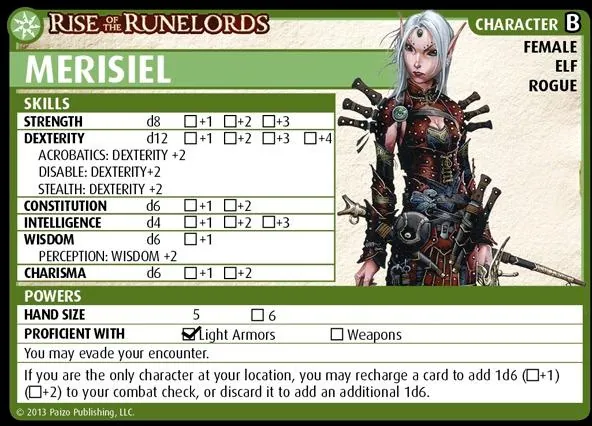 RISE OF THE RUNELORDS
CHARACTER B
MERISIEL
FEMALE
ELF
ROGUE
SKILLS
STRENGTH d8 ☐+1 ☐+2 ☐+3
DEXTERITY d12 ☐+1 ☐+2 ☐+3 ☐+4
ACROBATICS: DEXTERITY +2
DISABLE: DEXTERITY+2
STEALTH: DEXTERITY +2
CONSTITUTION d6 ☐+1 ☐+2
INTELLIGENCE d4 ☐+1 ☐+2 ☐+3
WISDOM d6 ☐+1
PERCEPTION: WISDOM +2
CHARISMA d6 ☐+1 ☐+2
POWERS
HAND SIZE 5 ☐ 6
PROFICIENT WITH ☑Light Armors ☐ Weapons
You may evade your encounter.
If you are the only character at your location, you may recharge a card to add 1d6 (☐+1)
(☐+2) to your combat check, or discard it to add an additional 1d6.
© 2013 Paizo Publishing, LLC.